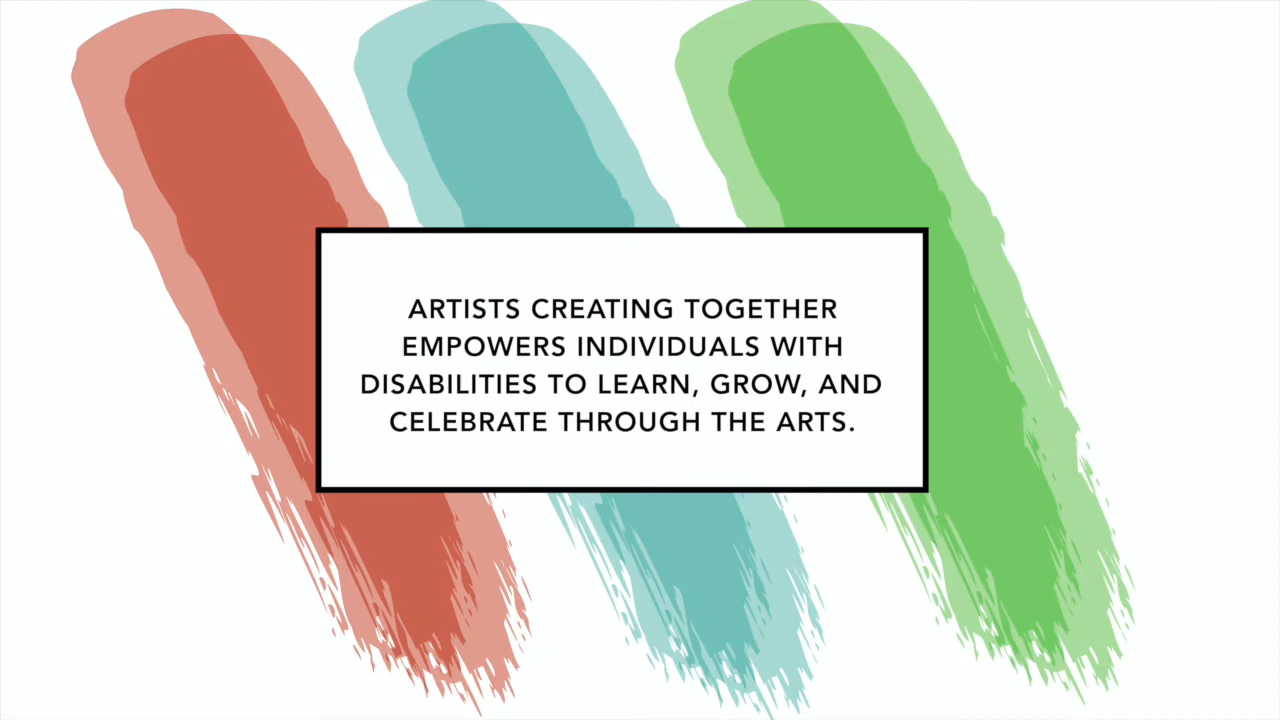 ARTISTS CREATING TOGETHER
EMPOWERS INDIVIDUALS WITH
DISABILITIES TO LEARN, GROW, AND
CELEBRATE THROUGH THE ARTS.